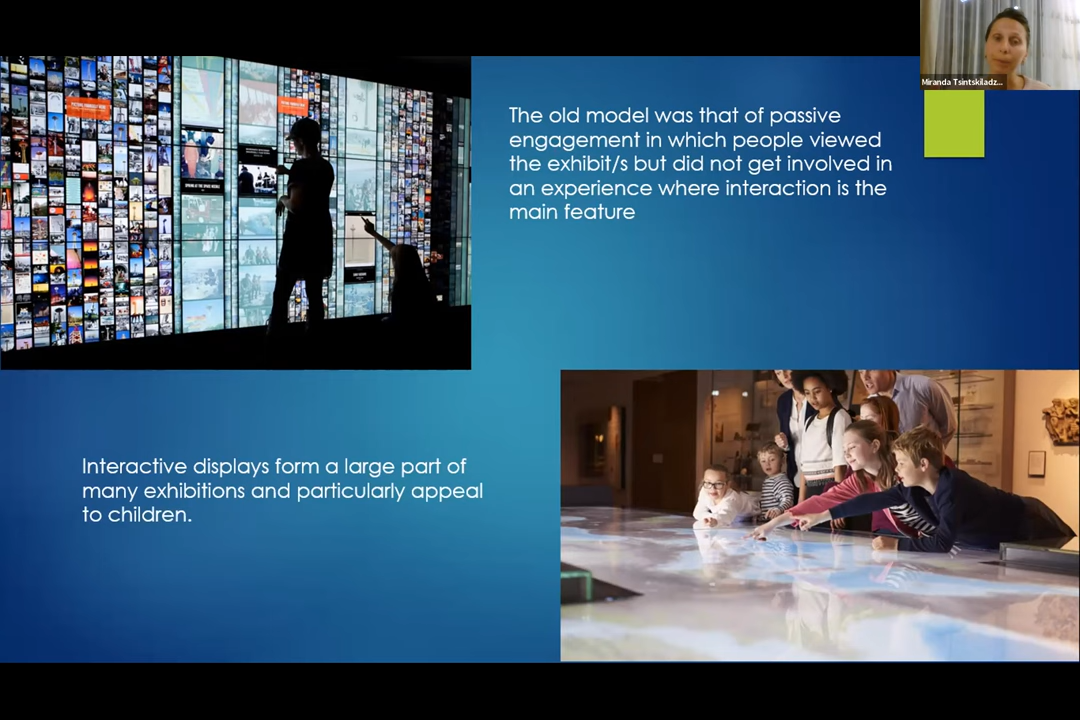 Miranda Tsintskiladz...
The old model was that of passive
engagement in which people viewed
the exhibit/s but did not get involved in
an experience where interaction is the
main feature
Interactive displays form a large part of
many exhibitions and particularly appeal
to children.